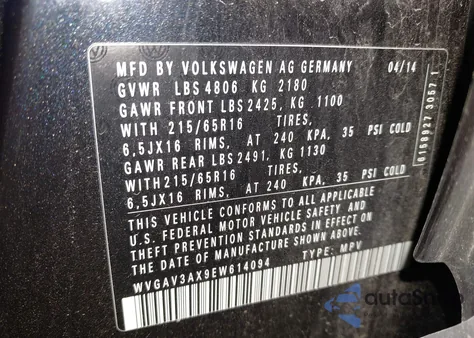 MFD BY VOLKSWAGEN AG GERMANY 04/14
GVWR LBS 4806 KG 2180
GAWR FRONT LBS 2425, KG 1100
WITH 215/65R16 TIRES,
6,5JX16 RIMS, AT 240 KPA, 35 PSI COLD
GAWR REAR LBS 2491, KG 1130
WITH 215/65R16 TIRES,
6,5JX16 RIMS, AT 240 KPA, 35 PSI COLD
THIS VEHICLE CONFORMS TO ALL APPLICABLE
U.S. FEDERAL MOTOR VEHICLE SAFETY AND
THEFT PREVENTION STANDARDS IN EFFECT ON
THE DATE OF MANUFACTURE SHOWN ABOVE.
WVGAV3AX9EW614094 TYPE: MPV